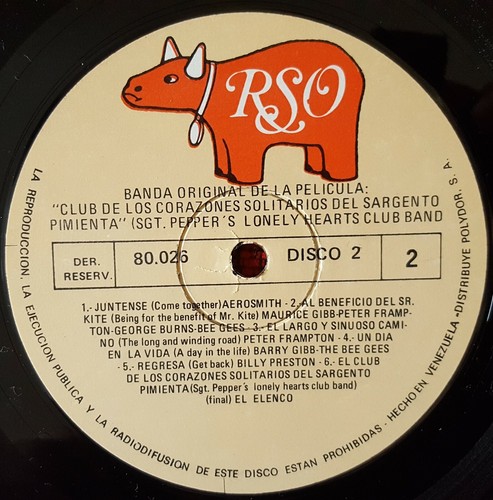 RSO
BANDA ORIGINAL DE LA PELICULA:
"CLUB DE LOS CORAZONES SOLITARIOS DEL SARGENTO
PIMIENTA" (SGT. PEPPER'S LONELY HEARTS CLUB BAND
DER.
RESERV.
80.026
DISCO 2
2
1.- JUNTENSE (Come together) AEROSMITH - 2.- AL BENEFICIO DEL SR.
KITE (Being for the benefit of Mr. Kite) MAURICE GIBB-PETER FRAMP-
TON-GEORGE BURNS-BEE GEES - 3.- EL LARGO Y SINUOSO CAMI-
NO (The long and winding road) PETER FRAMPTON - 4.- UN DIA
EN LA VIDA (A day in the life) BARRY GIBB-THE BEE GEES
- 5.- REGRESA (Get back) BILLY PRESTON - 6.- EL CLUB
DE LOS CORAZONES SOLITARIOS DEL SARGENTO
PIMIENTA (Sgt. Pepper's lonely hearts club band)
(final) EL ELENCO
LA REPRODUCCION, LA EJECUCION PUBLICA Y LA RADIODIFUSION DE ESTE DISCO ESTAN PROHIBIDAS - HECHO EN VENEZUELA - DISTRIBUYE POLYDOR, S. A.